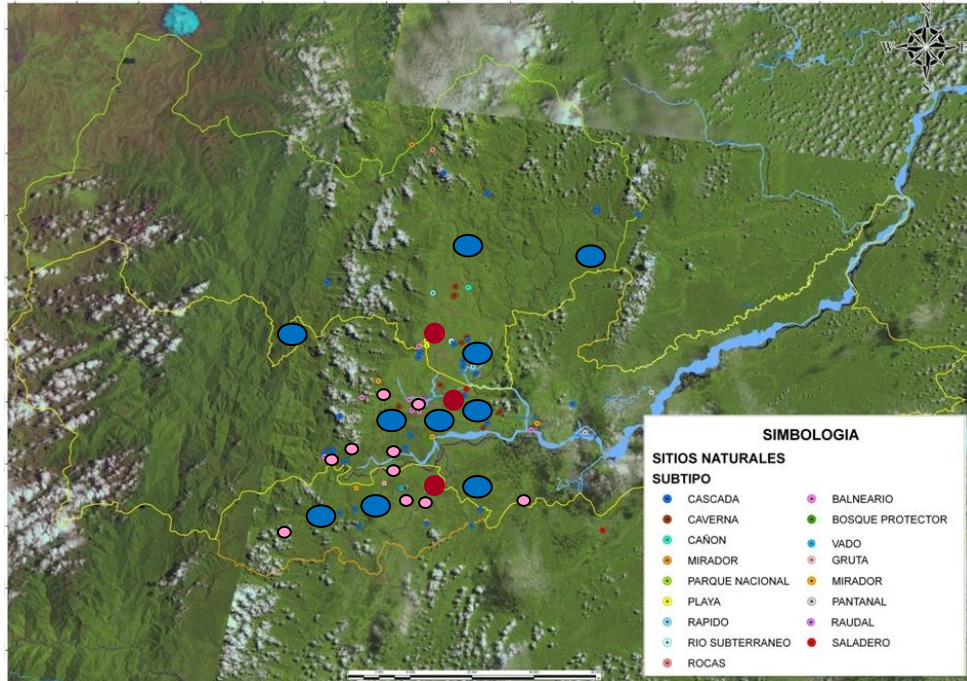 N
W
S
SIMBOLOGIA
SITIOS NATURALES
SUBTIPO
CASCADA
CAVERNA
CAÑON
MIRADOR
PARQUE NACIONAL
PLAYA
RAPIDO
RIO SUBTERRANEO
ROCAS
BALNEARIO
BOSQUE PROTECTOR
VADO
GRUTA
MIRADOR
PANTANAL
RAUDAL
SALADERO